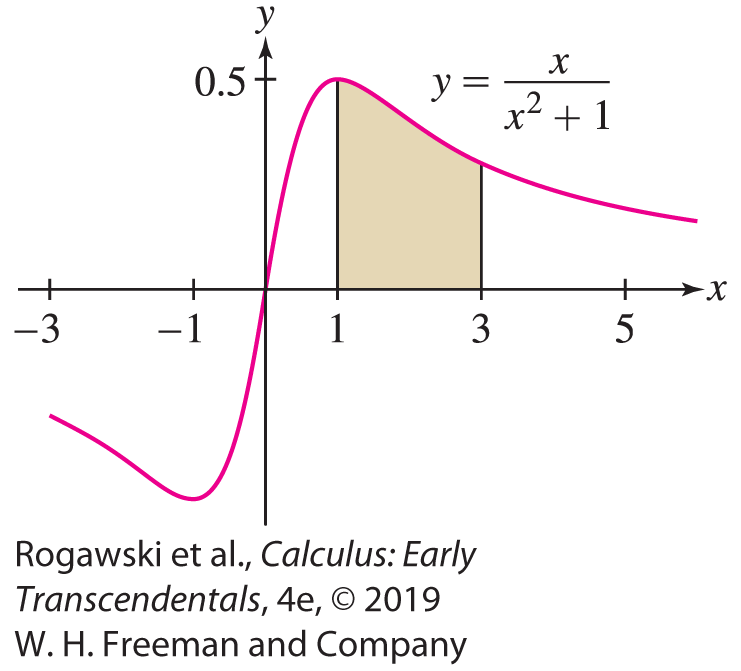 y
0.5
y = x / (x² + 1)
x
−3 −1 1 3 5
Rogawski et al., Calculus: Early
Transcendentals, 4e, © 2019
W. H. Freeman and Company